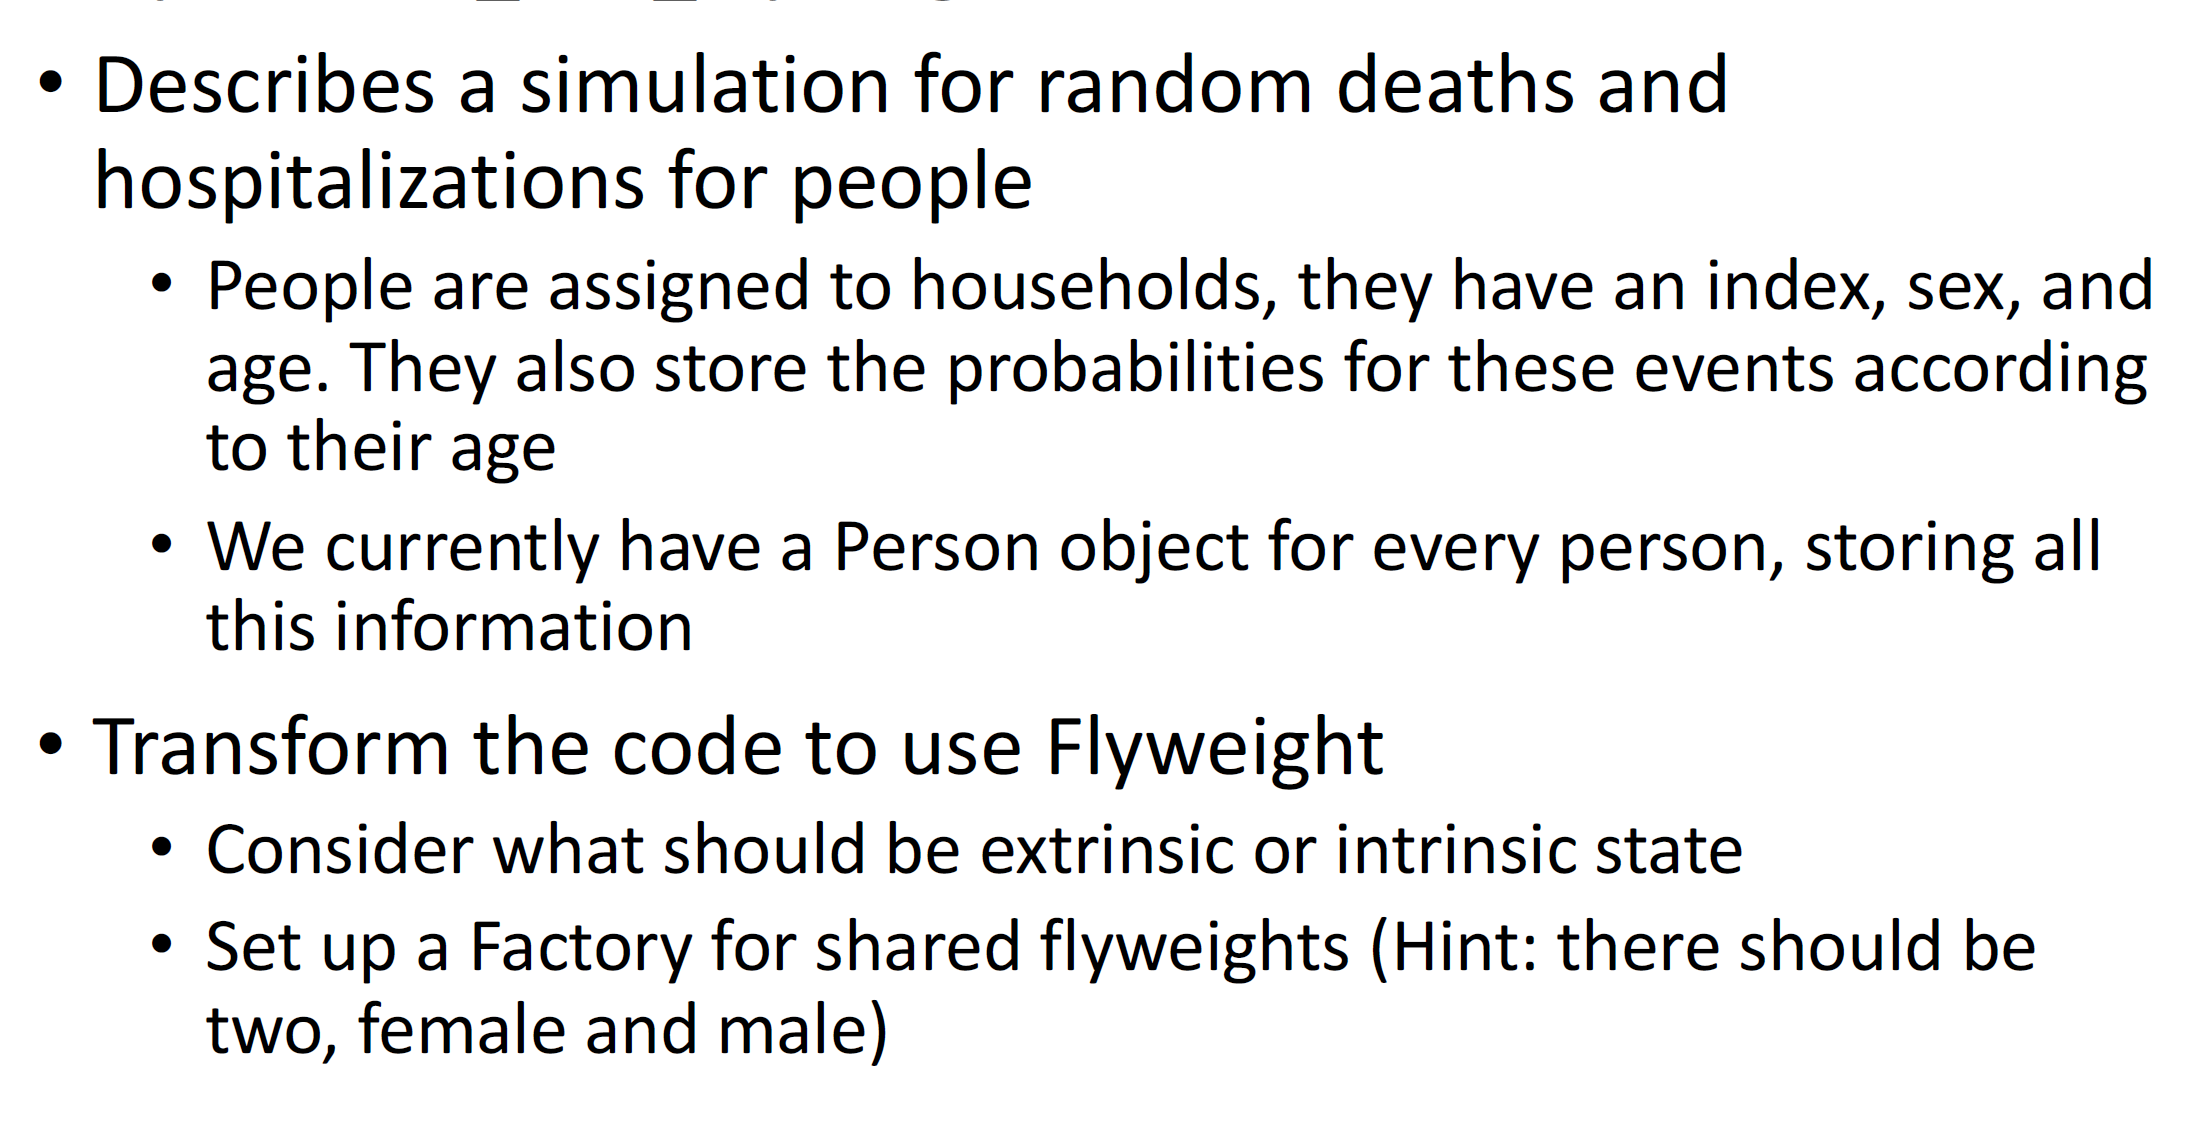 • Describes a simulation for random deaths and
hospitalizations for people
• People are assigned to households, they have an index, sex, and
age. They also store the probabilities for these events according
to their age
• We currently have a Person object for every person, storing all
this information
• Transform the code to use Flyweight
• Consider what should be extrinsic or intrinsic state
• Set up a Factory for shared flyweights (Hint: there should be
two, female and male)